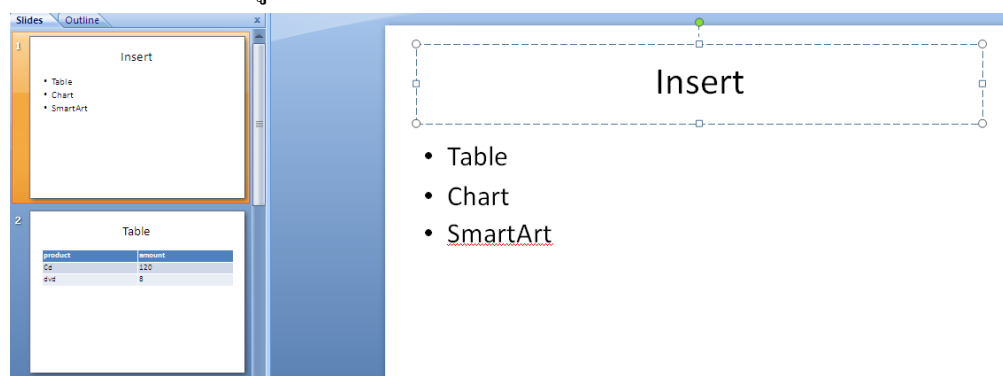 Slides Outline x
1
Insert
• Table
• Chart
• SmartArt
2
Table
product amount
Cd 120
dvd 8
Insert
• Table
• Chart
• SmartArt